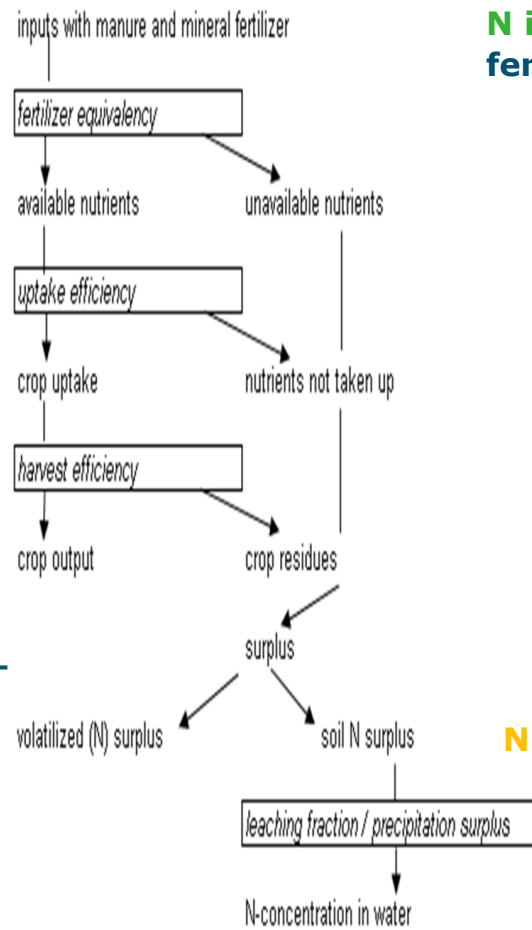 inputs with manure and mineral fertilizer
N i
fer
fertilizer equivalency
available nutrients
unavailable nutrients
uptake efficiency
crop uptake
nutrients not taken up
harvest efficiency
crop output
crop residues
surplus
volatilized (N) surplus
soil N surplus
N
leaching fraction / precipitation surplus
N-concentration in water